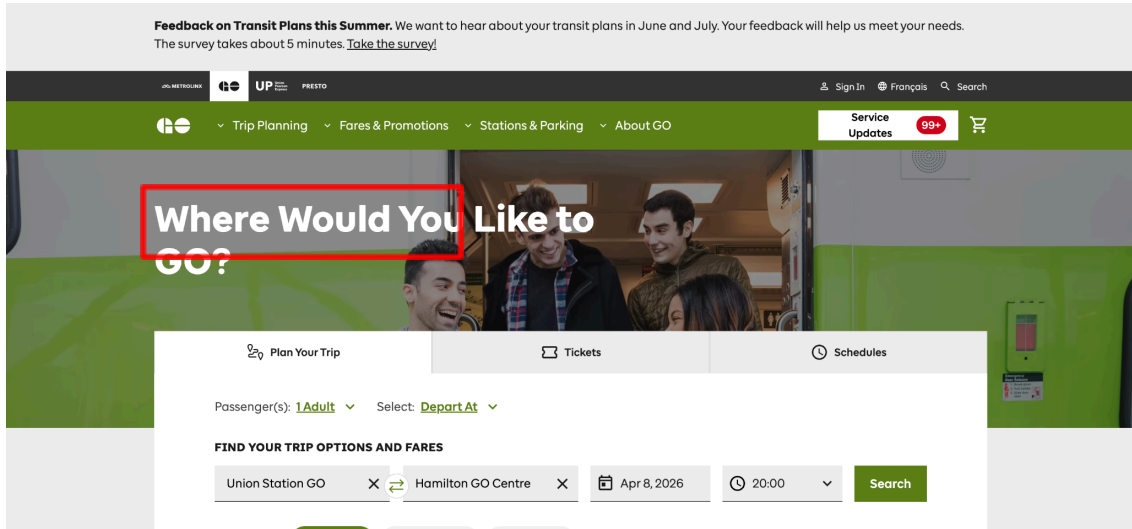 Feedback on Transit Plans this Summer. We want to hear about your transit plans in June and July. Your feedback will help us meet your needs.
The survey takes about 5 minutes. Take the survey!
METROLINX GO UP PRESTO Sign In Français Search
GO Trip Planning Fares & Promotions Stations & Parking About GO Service
Updates 99+
Where Would You Like to
GO?
Plan Your Trip Tickets Schedules
Passenger(s): 1 Adult Select: Depart At
FIND YOUR TRIP OPTIONS AND FARES
Union Station GO Hamilton GO Centre Apr 8, 2026 20:00 Search